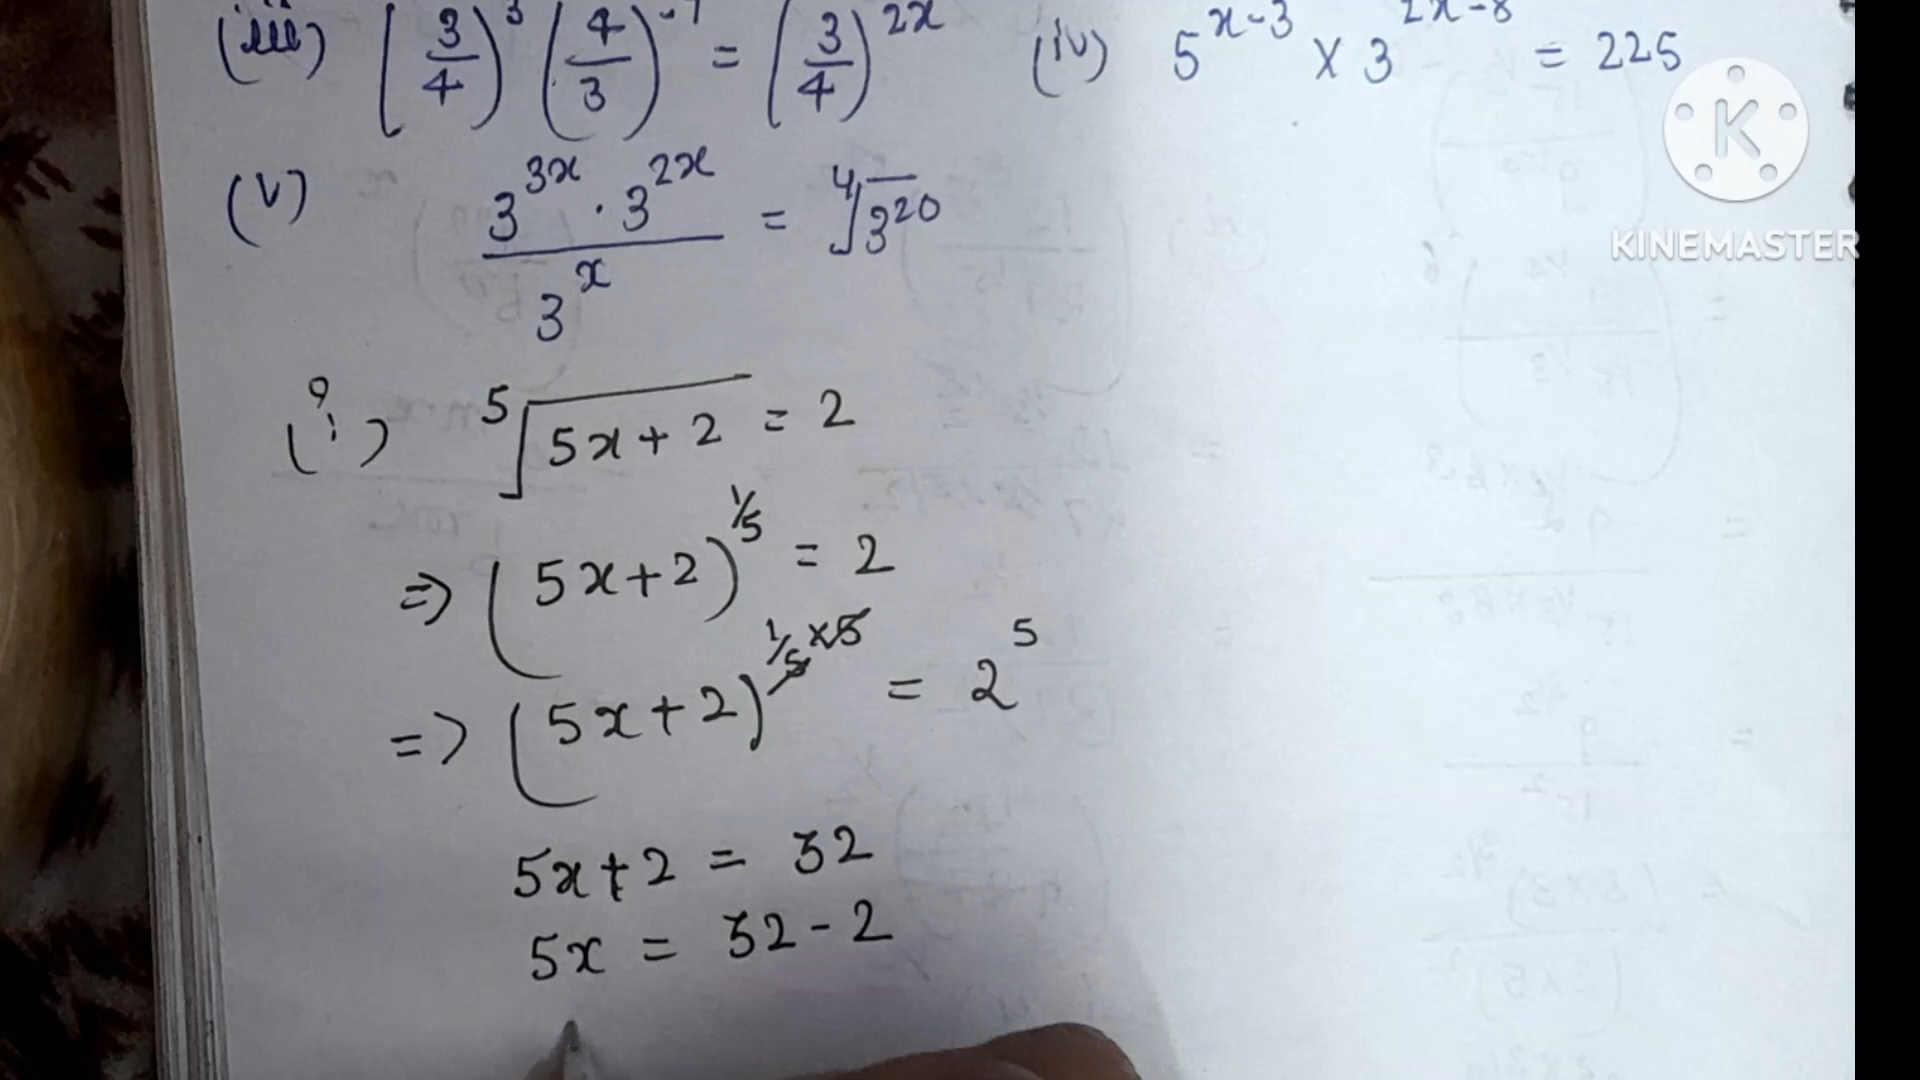 (iii) (3/4)^3 (4/3)^-7 = (3/4)^2x (iv) 5^x-3 × 3^2x-8 = 225
(v) 3^3x · 3^2x / 3^x = ⁴√3^20
(i) ⁵√5x+2 = 2
⇒ (5x+2)^1/5 = 2
⇒ (5x+2)^1/5×5 = 2^5
5x+2 = 32
5x = 32-2
K
KINEMASTER